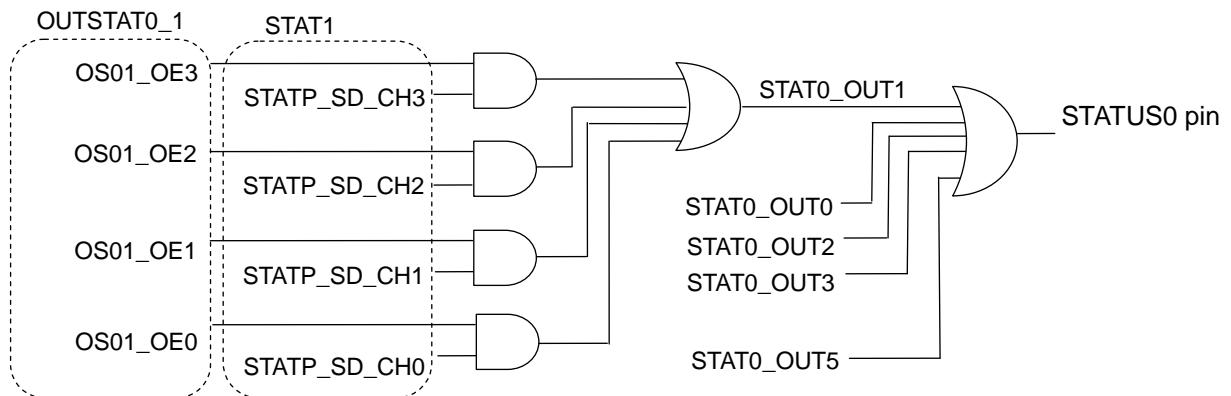 OUTSTAT0_1
STAT1
OS01_OE3
STATP_SD_CH3
STAT0_OUT1
STATUS0 pin
OS01_OE2
STATP_SD_CH2
STAT0_OUT0
OS01_OE1
STAT0_OUT2
STATP_SD_CH1
STAT0_OUT3
OS01_OE0
STATP_SD_CH0
STAT0_OUT5